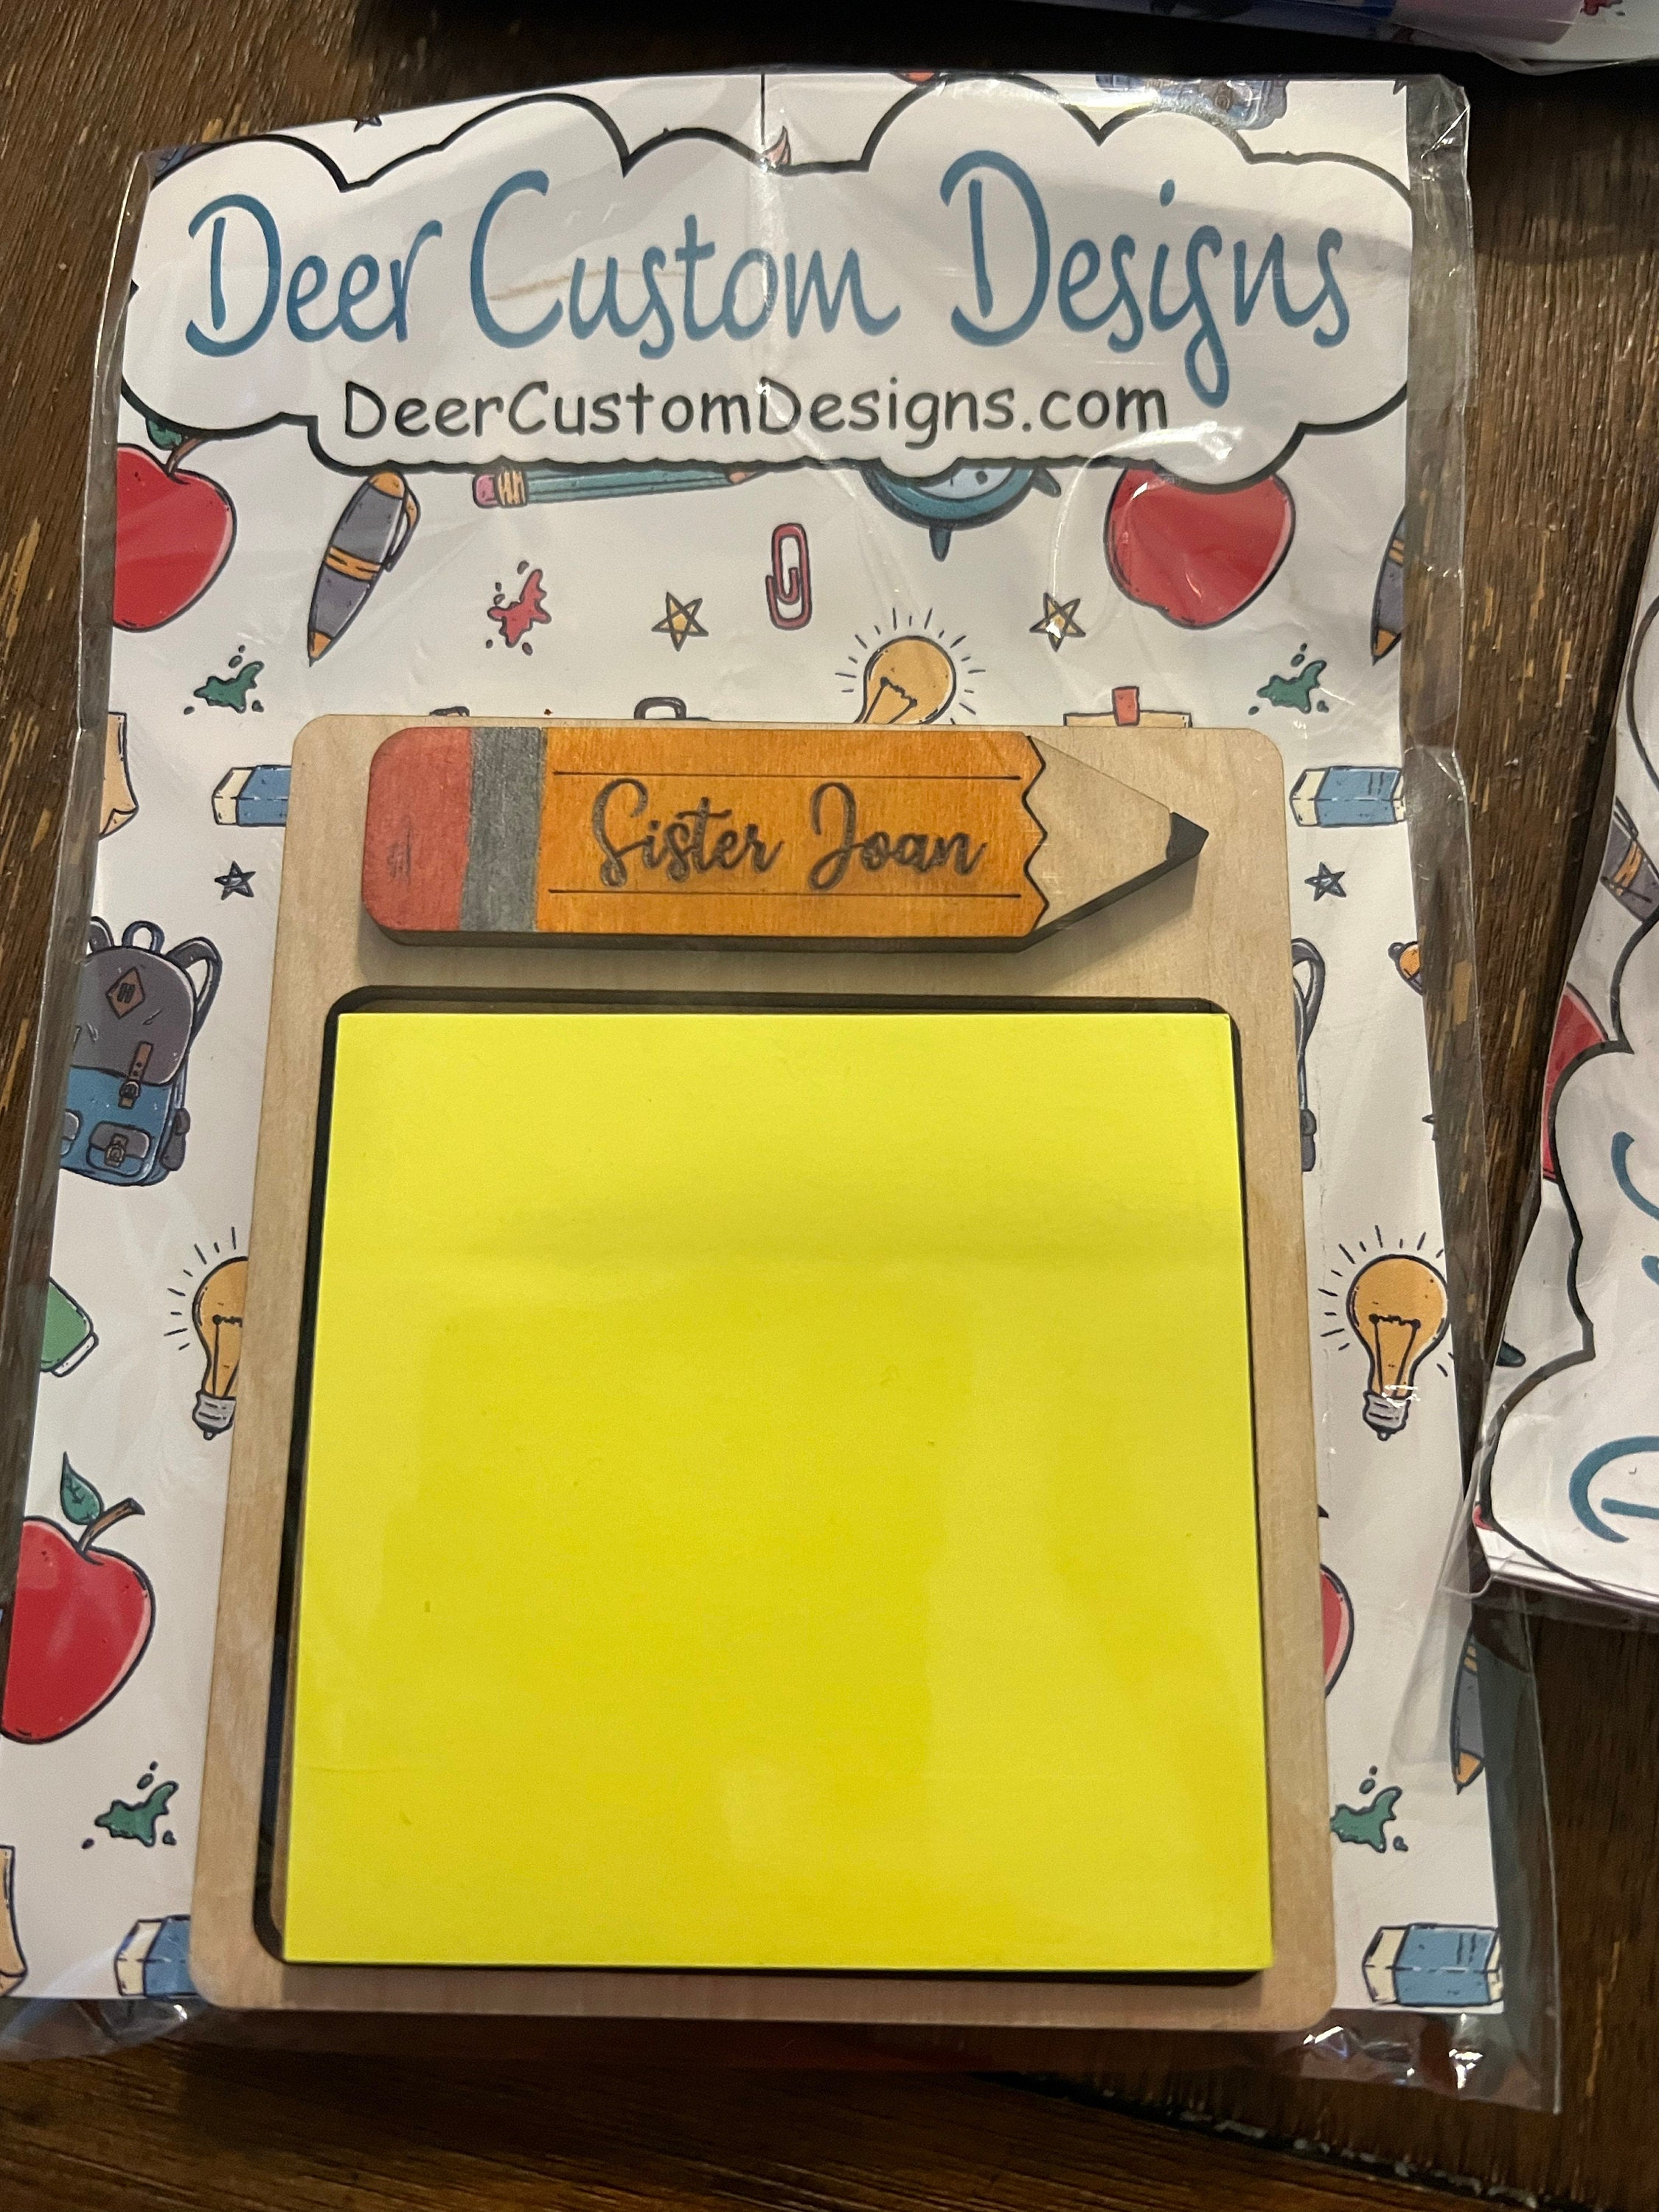 Deer Custom Designs
DeerCustomDesigns.com
Sister Joan